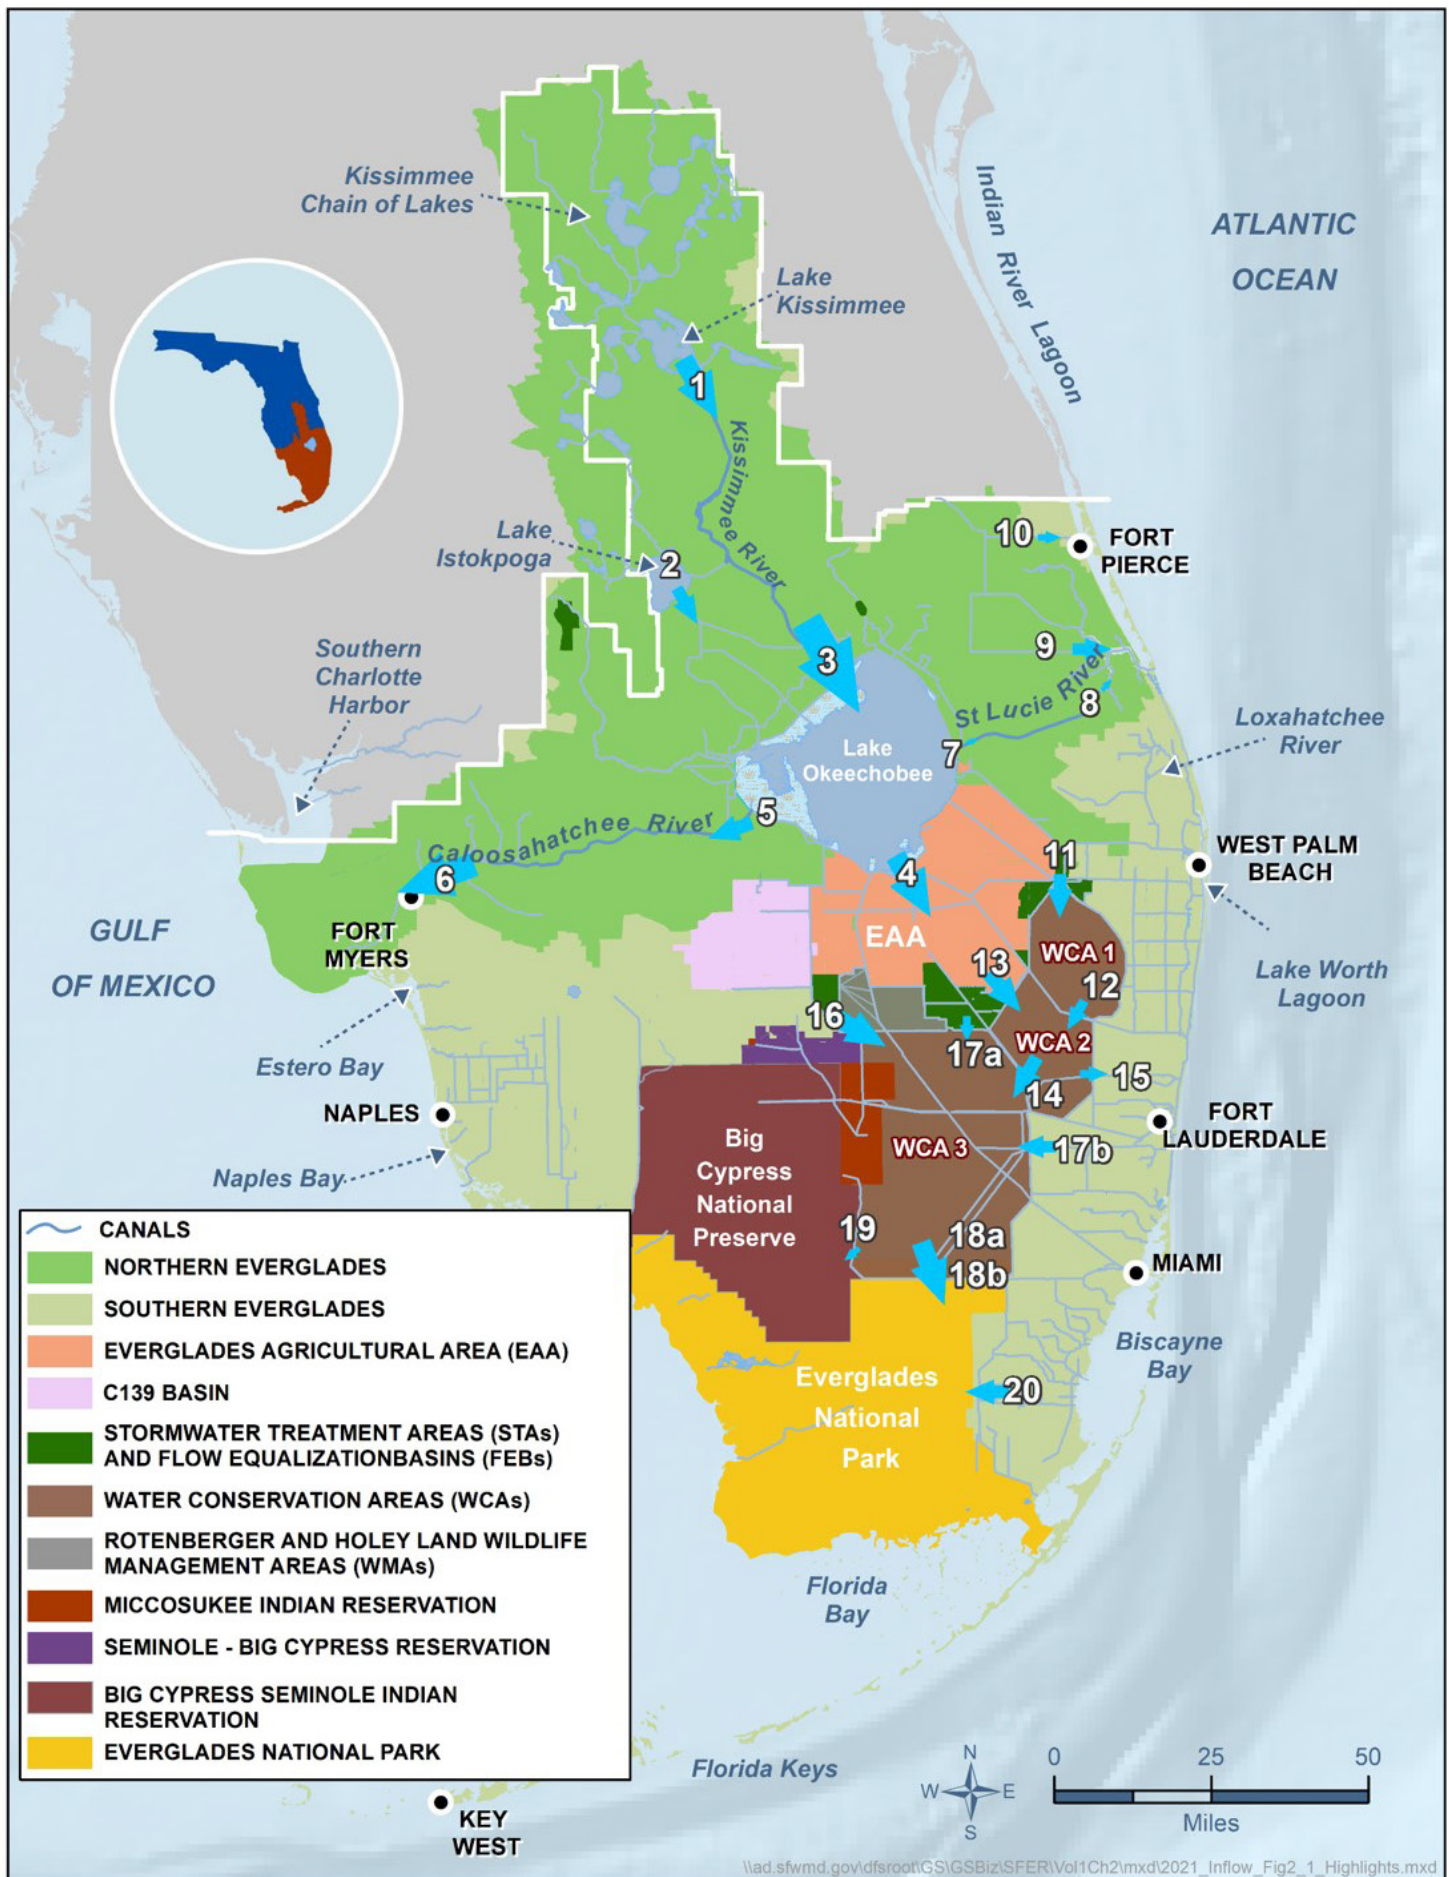 Kissimmee
Chain of Lakes
Indian River Lagoon
ATLANTIC
OCEAN
Lake
Kissimmee
1
Kissimmee River
Lake
Istokpoga
2
10
FORT
PIERCE
Southern
Charlotte
Harbor
3
9
St Lucie River
8
Loxahatchee
River
7
Lake
Okeechobee
5
Caloosahatchee River
6
4
11
WEST PALM
BEACH
GULF
OF MEXICO
FORT
MYERS
EAA
WCA 1
13
12
Lake Worth
Lagoon
16
17a
WCA 2
Estero Bay
14
15
NAPLES
FORT
LAUDERDALE
Big
Cypress
National
Preserve
WCA 3
17b
Naples Bay
19
18a
18b
MIAMI
Biscayne
Bay
Everglades
National
Park
20
Florida
Bay
CANALS
NORTHERN EVERGLADES
SOUTHERN EVERGLADES
EVERGLADES AGRICULTURAL AREA (EAA)
C139 BASIN
STORMWATER TREATMENT AREAS (STAs)
AND FLOW EQUALIZATIONBASINS (FEBs)
WATER CONSERVATION AREAS (WCAs)
ROTENBERGER AND HOLEY LAND WILDLIFE
MANAGEMENT AREAS (WMAs)
MICCOSUKEE INDIAN RESERVATION
SEMINOLE - BIG CYPRESS RESERVATION
BIG CYPRESS SEMINOLE INDIAN
RESERVATION
EVERGLADES NATIONAL PARK
Florida Keys
KEY
WEST
N
W E
S
0 25 50
Miles
\\ad.sfwmd.gov\dfsroot\GS\GSBiz\SFER\Vol1Ch2\mxd\2021_Inflow_Fig2_1_Highlights.mxd